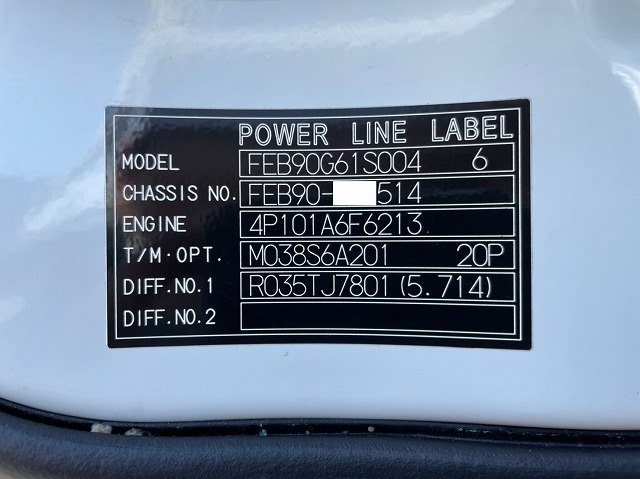 POWER LINE LABEL
MODEL FEB90G61S004 6
CHASSIS NO. FEB90- 514
ENGINE 4P101A6F6213
T/M·OPT. M038S6A201 20P
DIFF.NO.1 R035TJ7801(5.714)
DIFF.NO.2